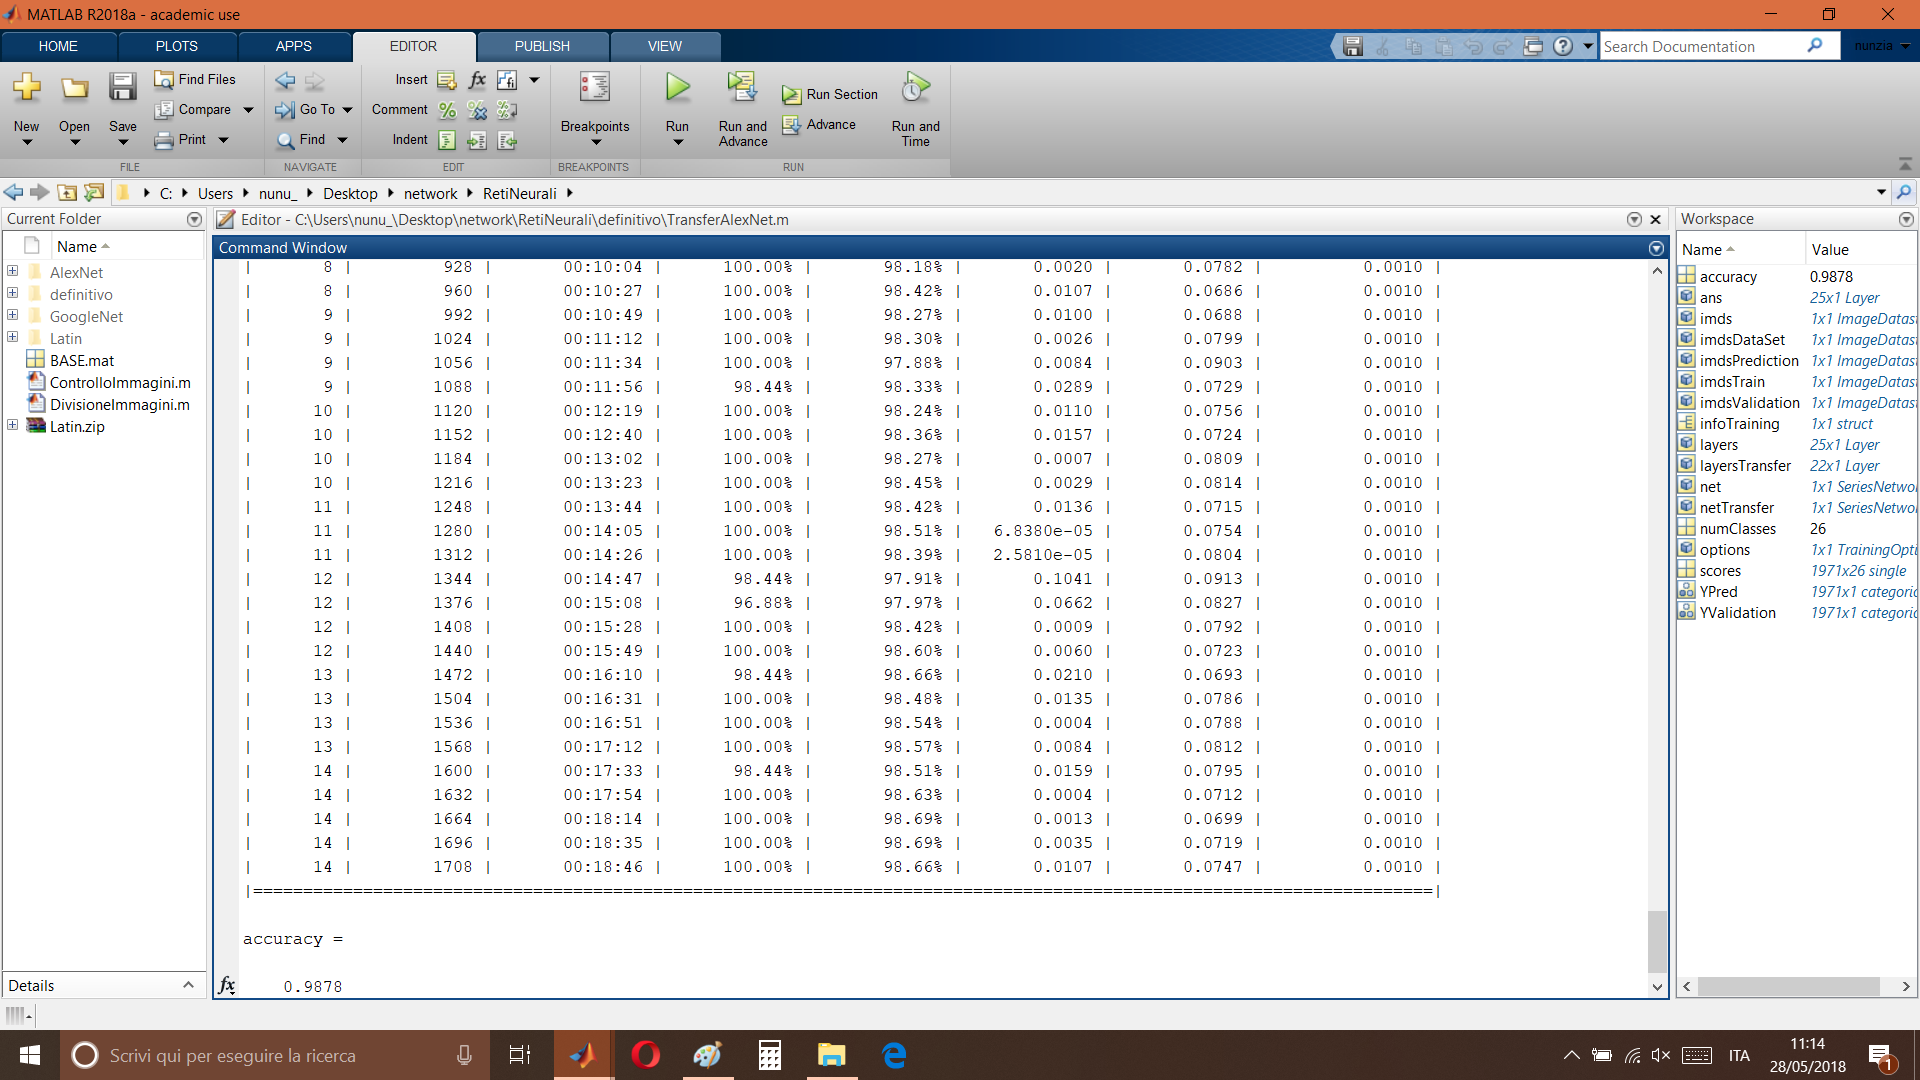 MATLAB R2018a - academic use
HOME PLOTS APPS EDITOR PUBLISH VIEW
Search Documentation
nunzia
New Open Save
Find Files
Compare
Print
FILE
Go To
Find
NAVIGATE
Insert
Comment
Indent
EDIT
Breakpoints
BREAKPOINTS
Run
Run and Advance
Run Section
Advance
Run and Time
RUN
C: Users nunu_ Desktop network RetiNeurali
Current Folder
Name
AlexNet
definitivo
GoogleNet
Latin
BASE.mat
ControlloImmagini.m
DivisioneImmagini.m
Latin.zip
Details
Editor - C:\Users\nunu_\Desktop\network\RetiNeurali\definitivo\TransferAlexNet.m
Command Window
| 8 | 928 | 00:10:04 | 100.00% | 98.18% | 0.0020 | 0.0782 | 0.0010 |
| 8 | 960 | 00:10:27 | 100.00% | 98.42% | 0.0107 | 0.0686 | 0.0010 |
| 9 | 992 | 00:10:49 | 100.00% | 98.27% | 0.0100 | 0.0688 | 0.0010 |
| 9 | 1024 | 00:11:12 | 100.00% | 98.30% | 0.0026 | 0.0799 | 0.0010 |
| 9 | 1056 | 00:11:34 | 100.00% | 97.88% | 0.0084 | 0.0903 | 0.0010 |
| 9 | 1088 | 00:11:56 | 98.44% | 98.33% | 0.0289 | 0.0729 | 0.0010 |
| 10 | 1120 | 00:12:19 | 100.00% | 98.24% | 0.0110 | 0.0756 | 0.0010 |
| 10 | 1152 | 00:12:40 | 100.00% | 98.36% | 0.0157 | 0.0724 | 0.0010 |
| 10 | 1184 | 00:13:02 | 100.00% | 98.27% | 0.0007 | 0.0809 | 0.0010 |
| 10 | 1216 | 00:13:23 | 100.00% | 98.45% | 0.0029 | 0.0814 | 0.0010 |
| 11 | 1248 | 00:13:44 | 100.00% | 98.42% | 0.0136 | 0.0715 | 0.0010 |
| 11 | 1280 | 00:14:05 | 100.00% | 98.51% | 6.8380e-05 | 0.0754 | 0.0010 |
| 11 | 1312 | 00:14:26 | 100.00% | 98.39% | 2.5810e-05 | 0.0804 | 0.0010 |
| 12 | 1344 | 00:14:47 | 98.44% | 97.91% | 0.1041 | 0.0913 | 0.0010 |
| 12 | 1376 | 00:15:08 | 96.88% | 97.97% | 0.0662 | 0.0827 | 0.0010 |
| 12 | 1408 | 00:15:28 | 100.00% | 98.42% | 0.0009 | 0.0792 | 0.0010 |
| 12 | 1440 | 00:15:49 | 100.00% | 98.60% | 0.0060 | 0.0723 | 0.0010 |
| 13 | 1472 | 00:16:10 | 98.44% | 98.66% | 0.0210 | 0.0693 | 0.0010 |
| 13 | 1504 | 00:16:31 | 100.00% | 98.48% | 0.0135 | 0.0786 | 0.0010 |
| 13 | 1536 | 00:16:51 | 100.00% | 98.54% | 0.0004 | 0.0788 | 0.0010 |
| 13 | 1568 | 00:17:12 | 100.00% | 98.57% | 0.0084 | 0.0812 | 0.0010 |
| 14 | 1600 | 00:17:33 | 98.44% | 98.51% | 0.0159 | 0.0795 | 0.0010 |
| 14 | 1632 | 00:17:54 | 100.00% | 98.63% | 0.0004 | 0.0712 | 0.0010 |
| 14 | 1664 | 00:18:14 | 100.00% | 98.69% | 0.0013 | 0.0699 | 0.0010 |
| 14 | 1696 | 00:18:35 | 100.00% | 98.69% | 0.0035 | 0.0719 | 0.0010 |
| 14 | 1708 | 00:18:46 | 100.00% | 98.66% | 0.0107 | 0.0747 | 0.0010 |
|======================================================================================================================|
accuracy =
fx 0.9878
Workspace
Name Value
accuracy 0.9878
ans 25x1 Layer
imds 1x1 ImageDatast
imdsDataSet 1x1 ImageDatast
imdsPrediction 1x1 ImageDatast
imdsTrain 1x1 ImageDatast
imdsValidation 1x1 ImageDatast
infoTraining 1x1 struct
layers 25x1 Layer
layersTransfer 22x1 Layer
net 1x1 SeriesNetwo
netTransfer 1x1 SeriesNetwo
numClasses 26
options 1x1 TrainingOpti
scores 1971x26 single
YPred 1971x1 categoric
YValidation 1971x1 categoric
Scrivi qui per eseguire la ricerca
ITA
11:14
28/05/2018
1